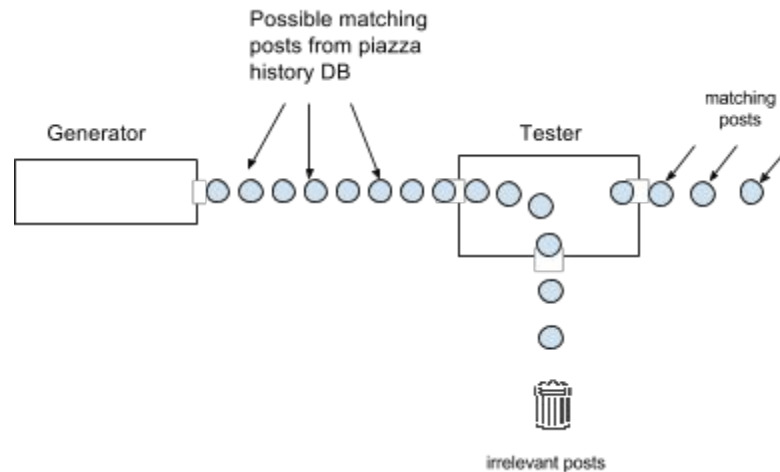 Possible matching
posts from piazza
history DB
Generator
Tester
matching
posts
irrelevant posts